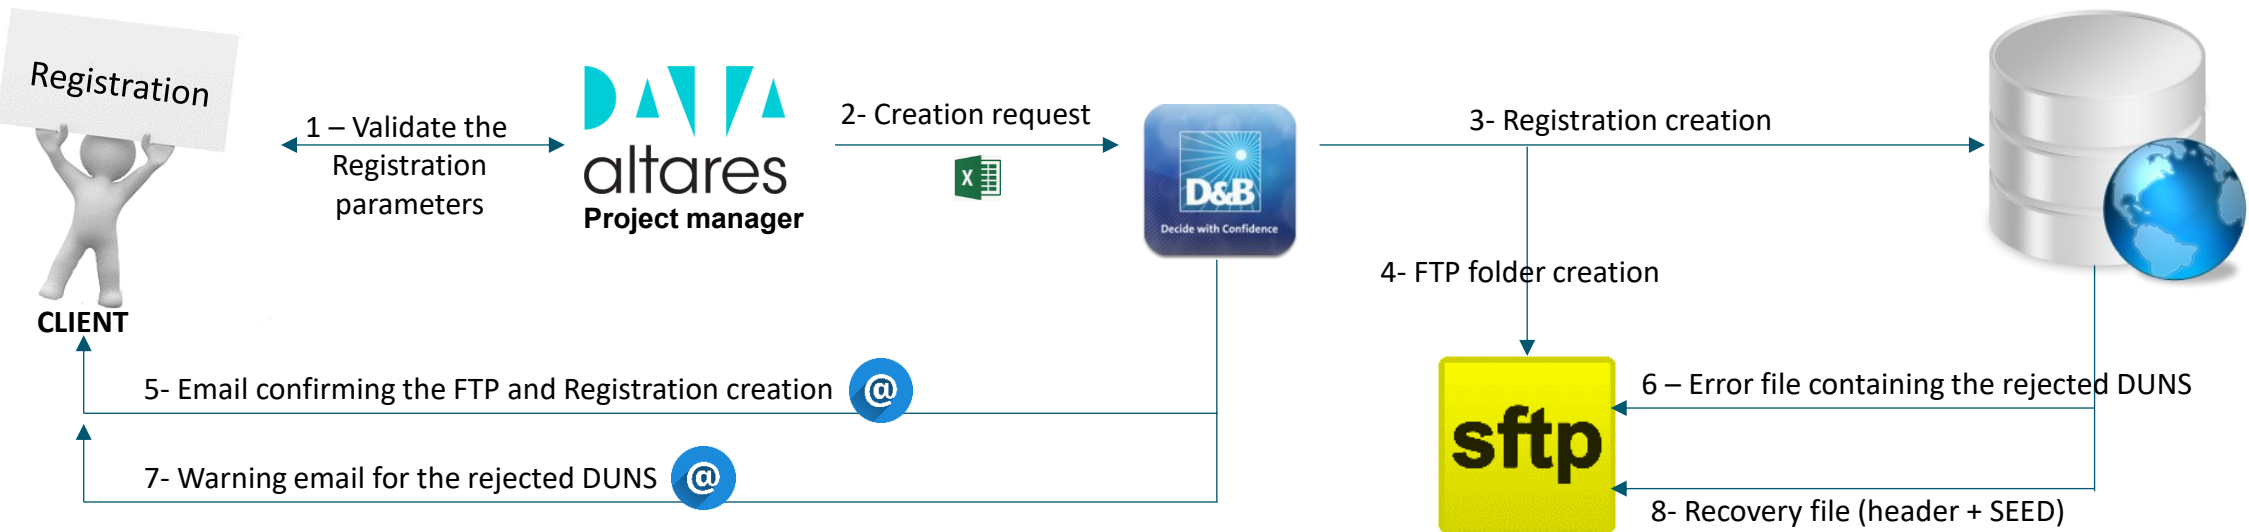 Registration
CLIENT
1 – Validate the
Registration
parameters
DATA
altares
Project manager
2- Creation request
X
D&B
Decide with Confidence
3- Registration creation
4- FTP folder creation
sftp
5- Email confirming the FTP and Registration creation @
6 – Error file containing the rejected DUNS
7- Warning email for the rejected DUNS @
8- Recovery file (header + SEED)